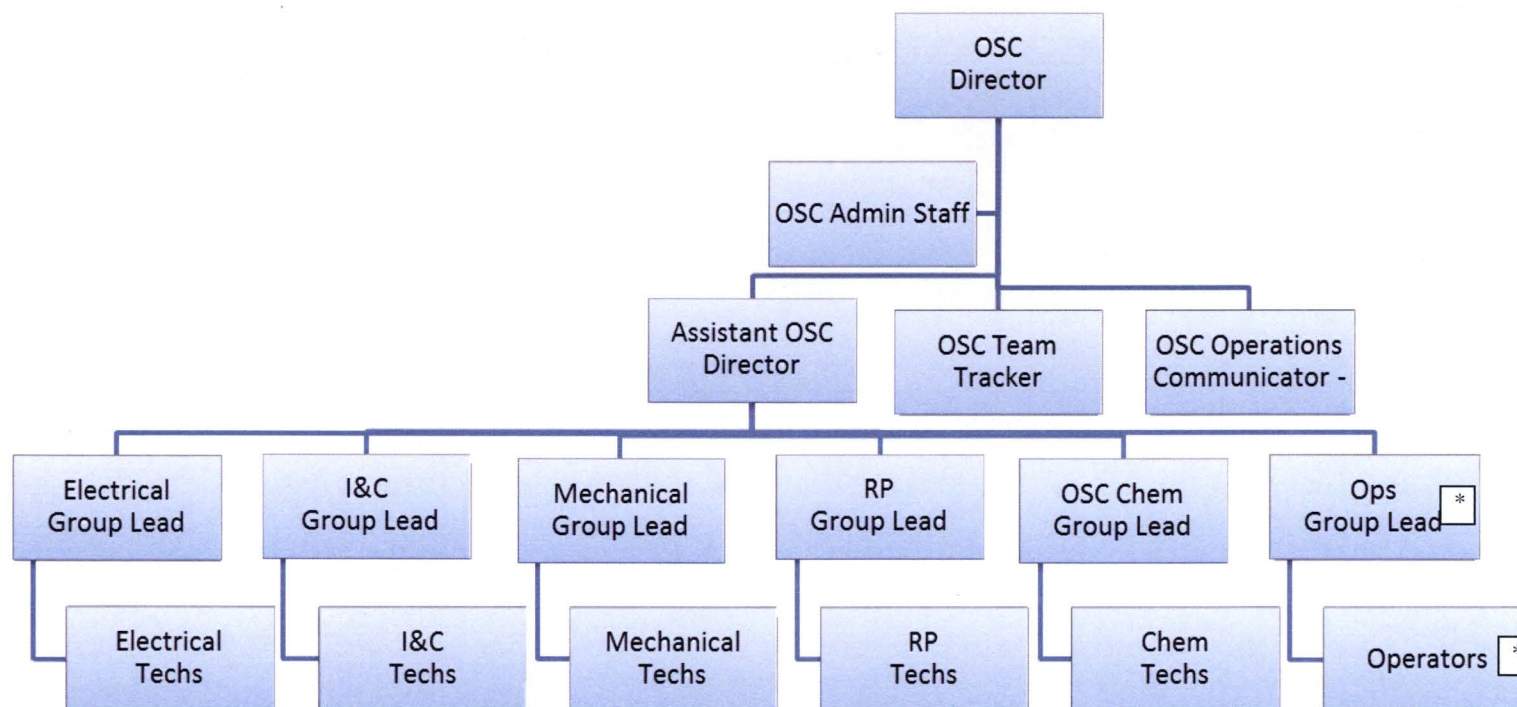 OSC
Director
OSC Admin Staff
Assistant OSC
Director
OSC Team
Tracker
OSC Operations
Communicator -
Electrical
Group Lead
I&C
Group Lead
Mechanical
Group Lead
RP
Group Lead
OSC Chem
Group Lead
Ops
Group Lead *
Electrical
Techs
I&C
Techs
Mechanical
Techs
RP
Techs
Chem
Techs
Operators *